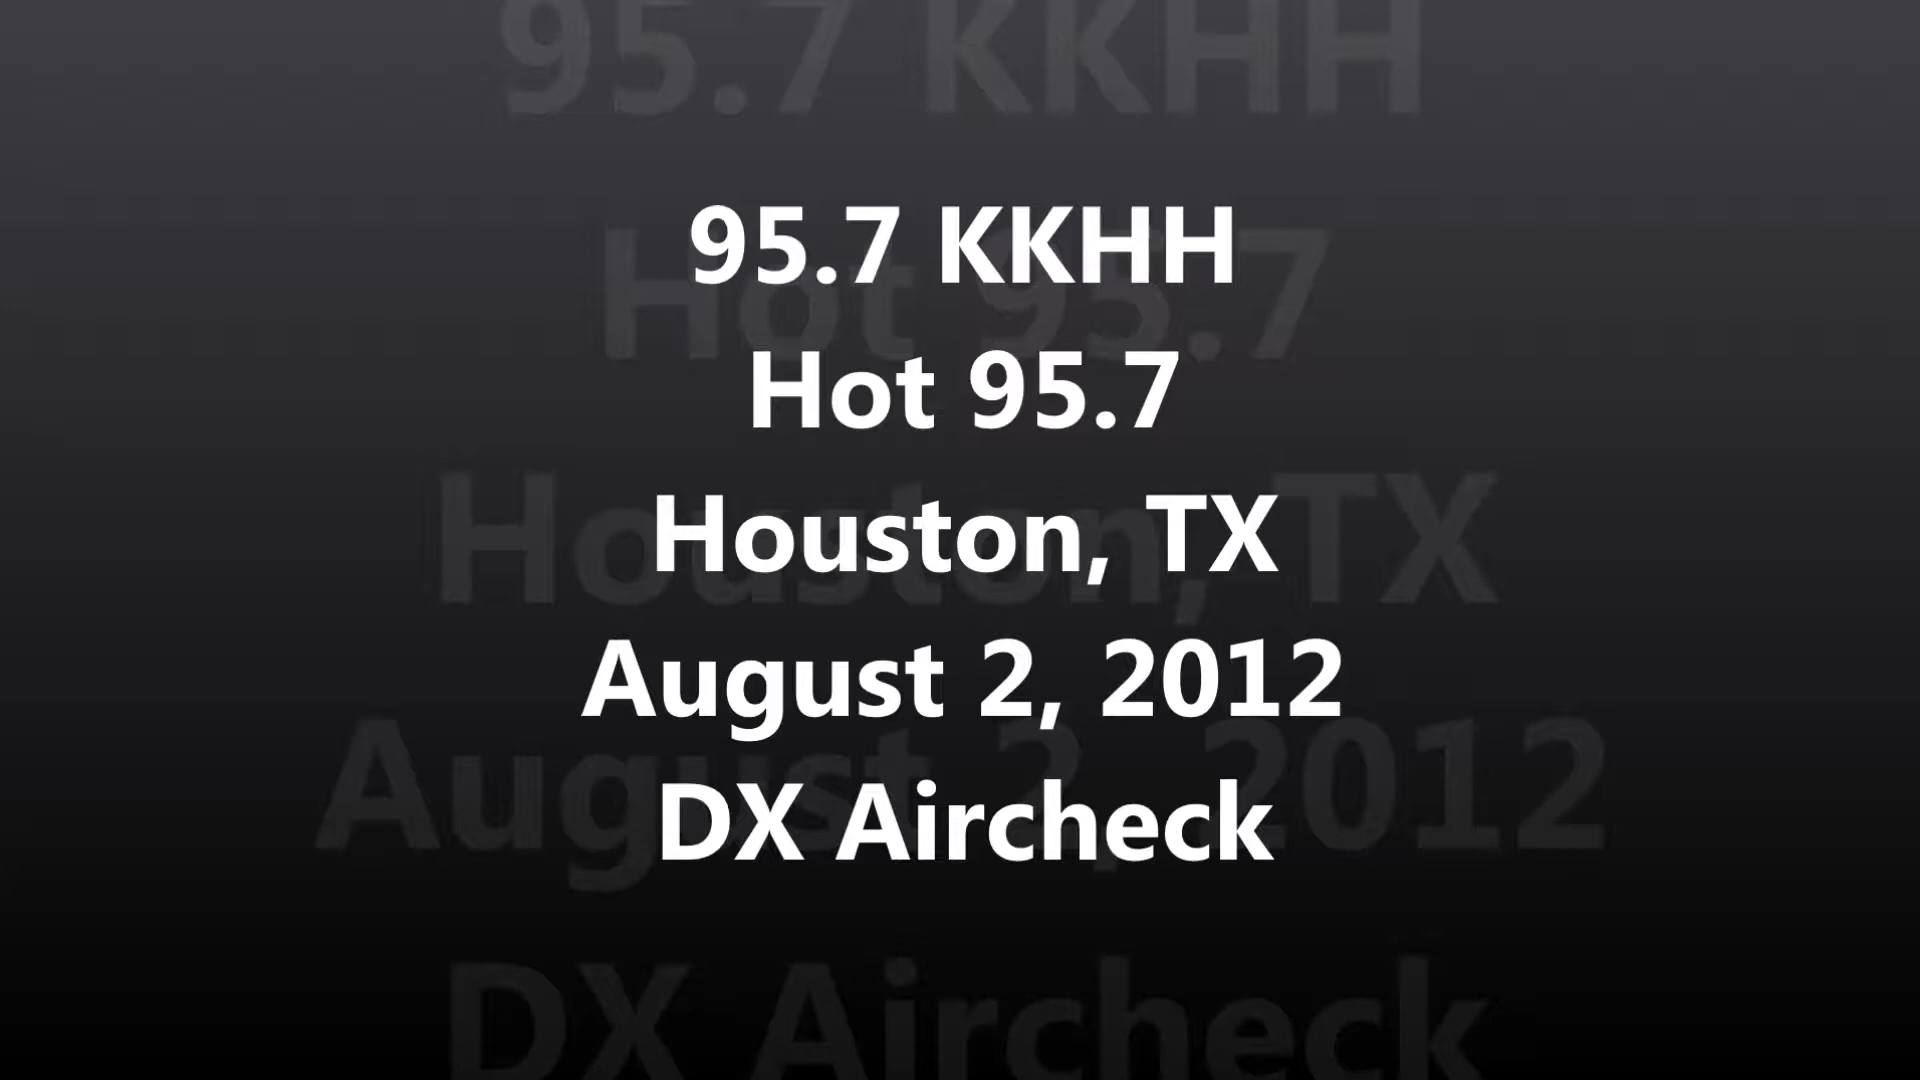 95.7 KKHH
Hot 95.7
Houston, TX
August 2, 2012
DX Aircheck